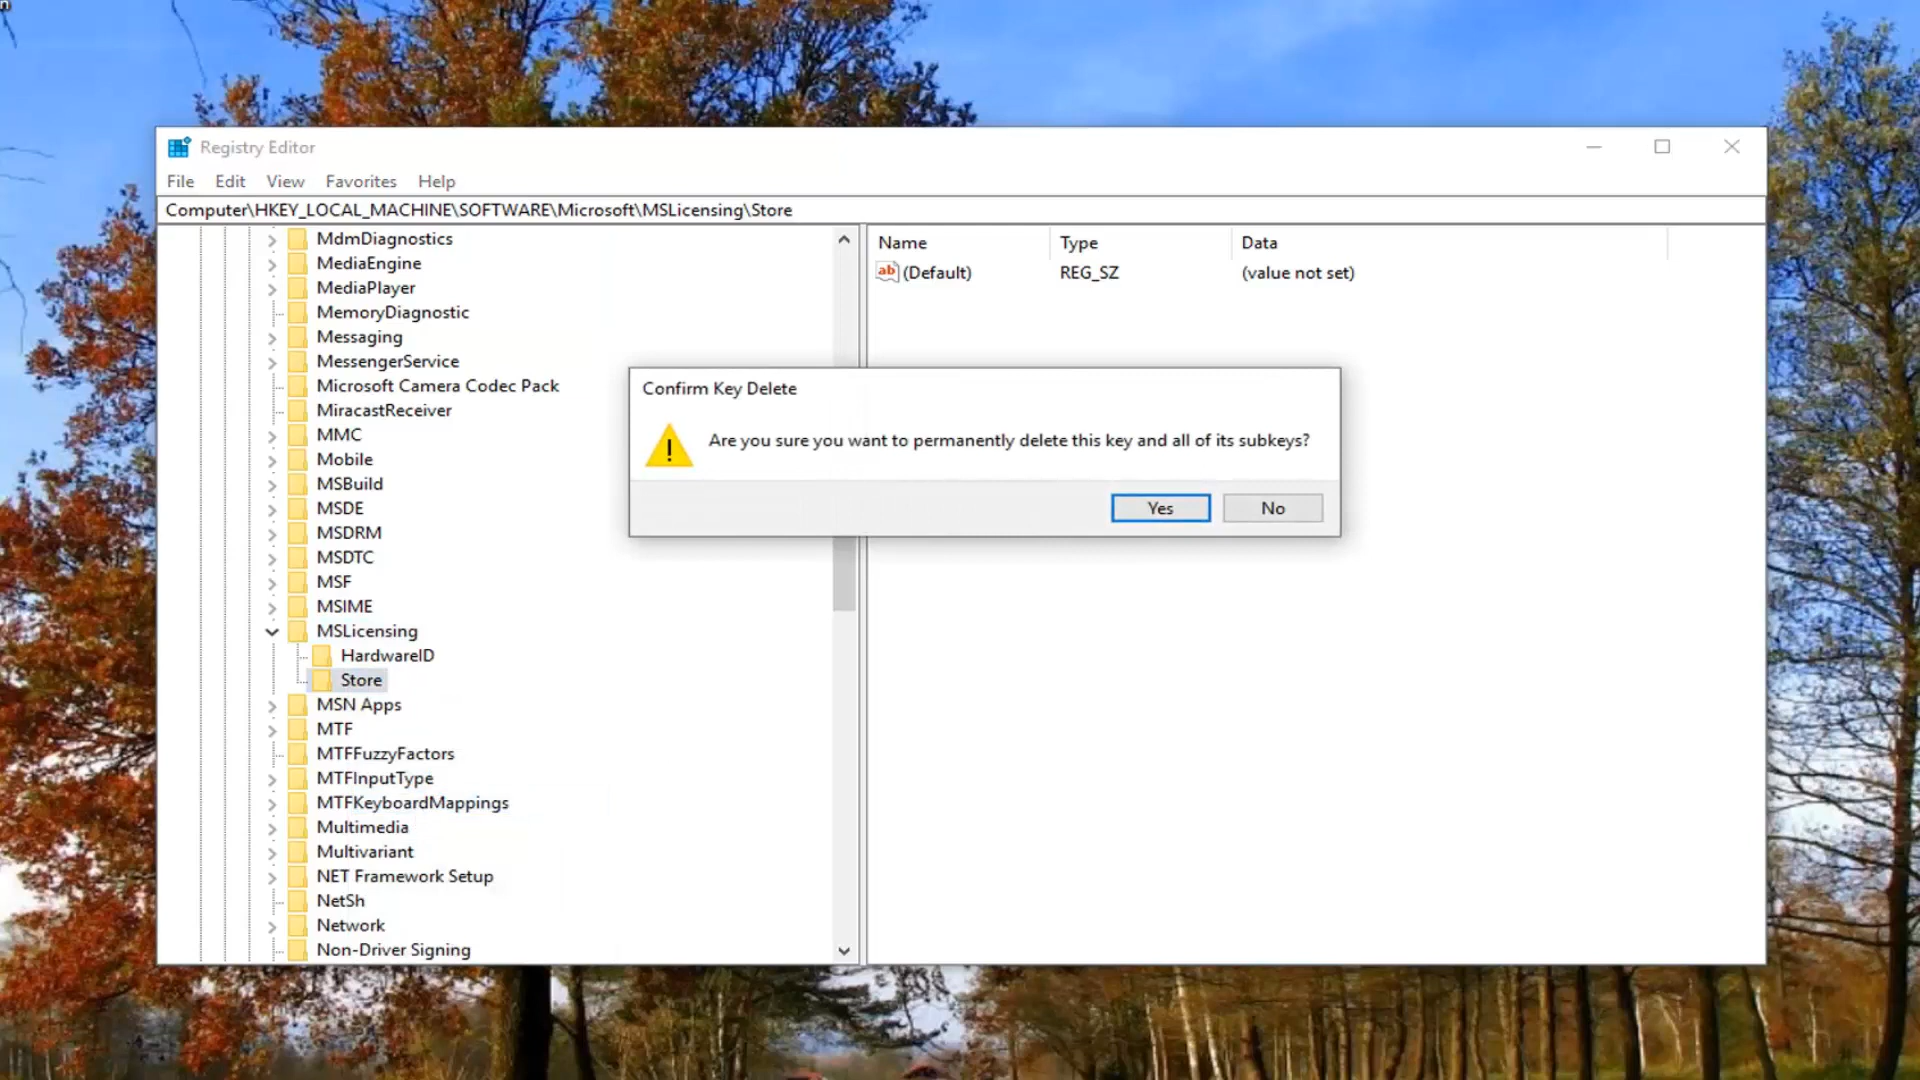 n
Registry Editor
File Edit View Favorites Help
Computer\HKEY_LOCAL_MACHINE\SOFTWARE\Microsoft\MSLicensing\Store
MdmDiagnostics
MediaEngine
MediaPlayer
MemoryDiagnostic
Messaging
MessengerService
Microsoft Camera Codec Pack
MiracastReceiver
MMC
Mobile
MSBuild
MSDE
MSDRM
MSDTC
MSF
MSIME
MSLicensing
HardwareID
Store
MSN Apps
MTF
MTFFuzzyFactors
MTFInputType
MTFKeyboardMappings
Multimedia
Multivariant
NET Framework Setup
NetSh
Network
Non-Driver Signing
Name Type Data
ab (Default) REG_SZ (value not set)
Confirm Key Delete
! Are you sure you want to permanently delete this key and all of its subkeys?
Yes No